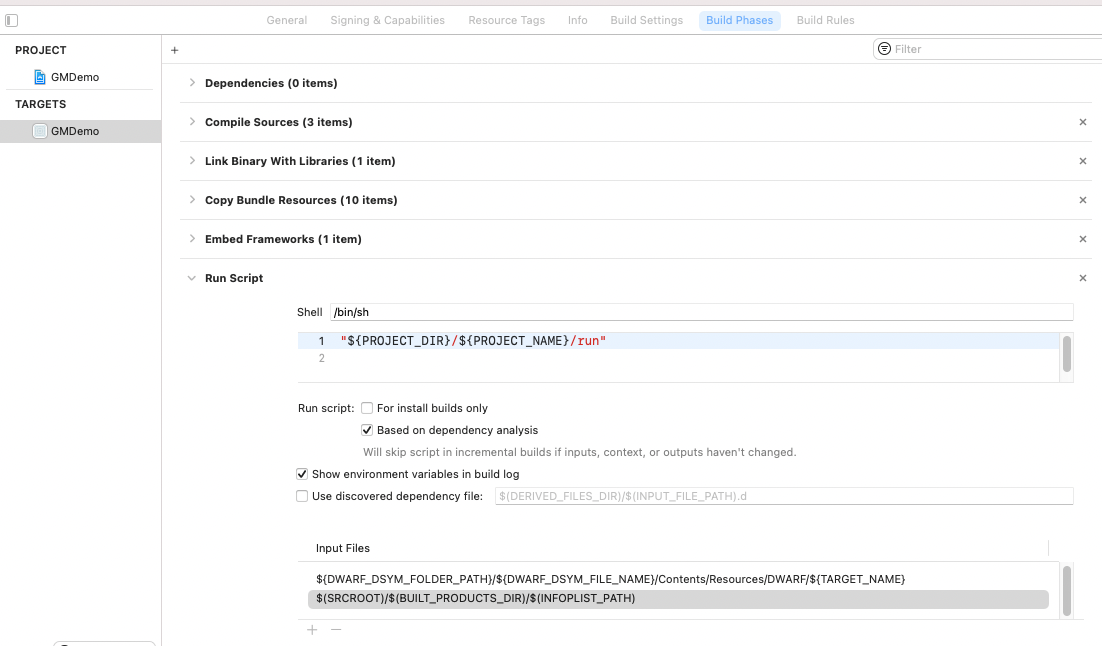 General Signing & Capabilities Resource Tags Info Build Settings Build Phases Build Rules
PROJECT
GMDemo
TARGETS
GMDemo
+
Filter
Dependencies (0 items)
Compile Sources (3 items)
Link Binary With Libraries (1 item)
Copy Bundle Resources (10 items)
Embed Frameworks (1 item)
Run Script
Shell /bin/sh
1 "${PROJECT_DIR}/${PROJECT_NAME}/run"
2
Run script: For install builds only
Based on dependency analysis
Will skip script in incremental builds if inputs, context, or outputs haven't changed.
Show environment variables in build log
Use discovered dependency file: $(DERIVED_FILES_DIR)/$(INPUT_FILE_PATH).d
Input Files
${DWARF_DSYM_FOLDER_PATH}/${DWARF_DSYM_FILE_NAME}/Contents/Resources/DWARF/${TARGET_NAME}
$(SRCROOT)/$(BUILT_PRODUCTS_DIR)/$(INFOPLIST_PATH)